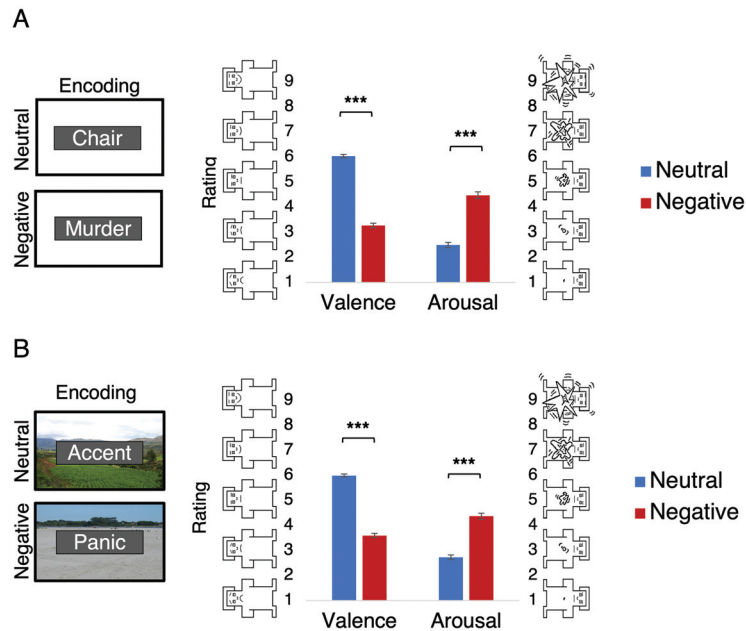 A
Encoding
Neutral
Chair
Negative
Murder
Rating
9
8
7
6
5
4
3
2
1
***
***
Valence
Arousal
9
8
7
6
5
4
3
2
1
Neutral
Negative
B
Encoding
Neutral
Accent
Negative
Panic
Rating
9
8
7
6
5
4
3
2
1
***
***
Valence
Arousal
9
8
7
6
5
4
3
2
1
Neutral
Negative